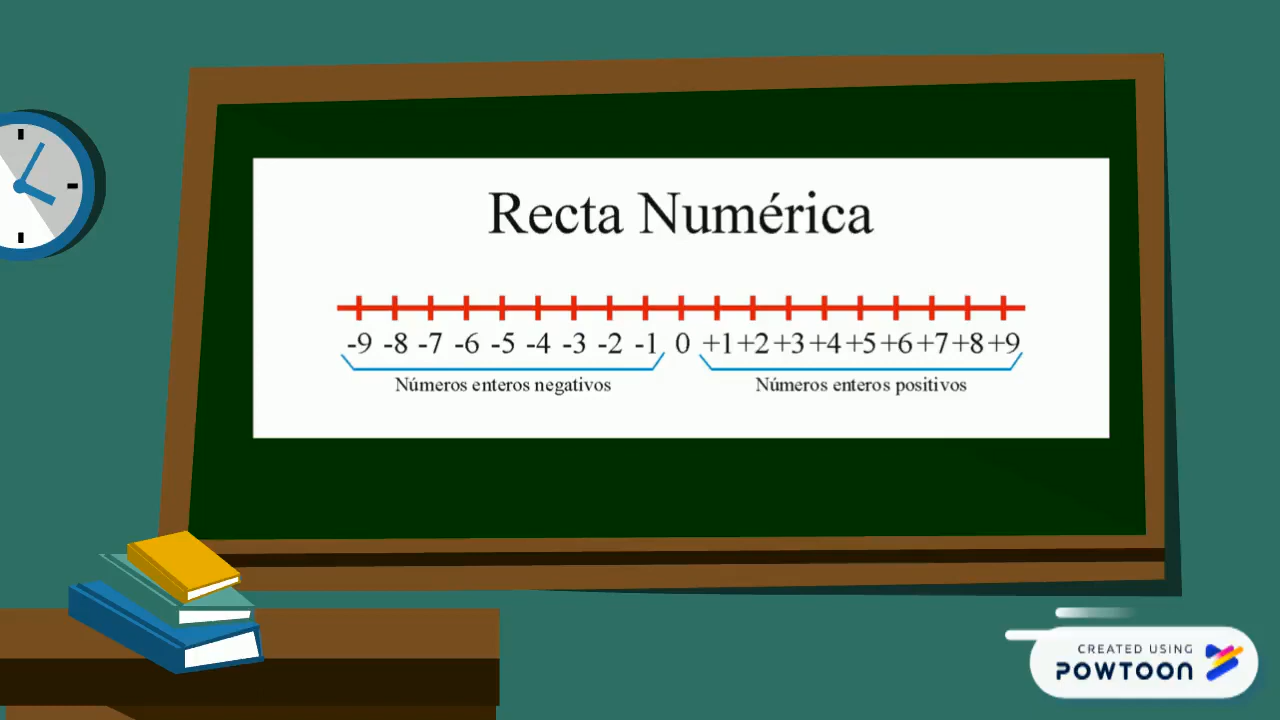 Recta Numérica
-9 -8 -7 -6 -5 -4 -3 -2 -1 0 +1 +2 +3 +4 +5 +6 +7 +8 +9
Números enteros negativos Números enteros positivos
CREATED USING
POWTOON